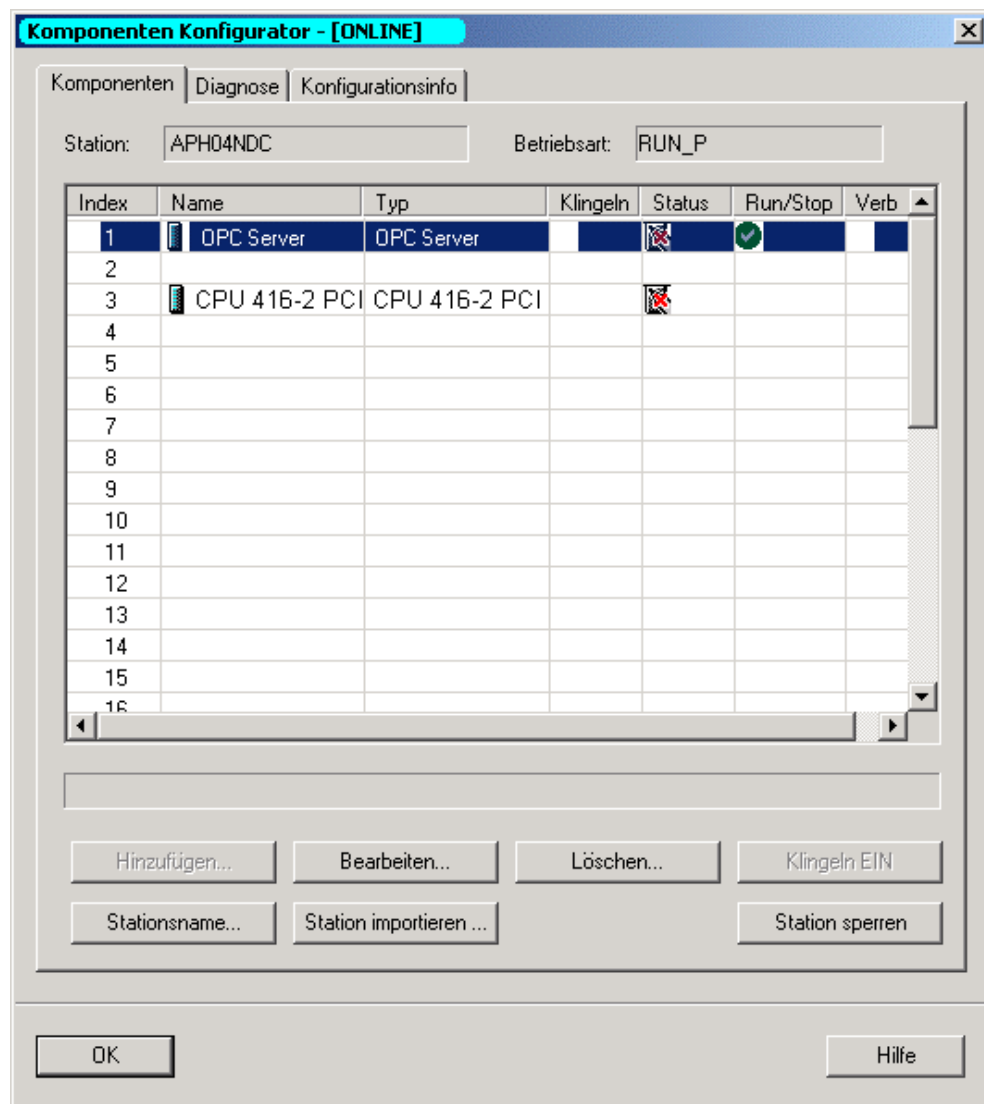 Komponenten Konfigurator - [ONLINE]
Komponenten Diagnose Konfigurationsinfo
Station: APH04NDC Betriebsart: RUN_P
Index Name Typ Klingeln Status Run/Stop Verb
1 OPC Server OPC Server
2
3 CPU 416-2 PCI CPU 416-2 PCI
4
5
6
7
8
9
10
11
12
13
14
15
16
Hinzufügen... Bearbeiten... Löschen... Klingeln EIN
Stationsname... Station importieren ... Station sperren
OK Hilfe